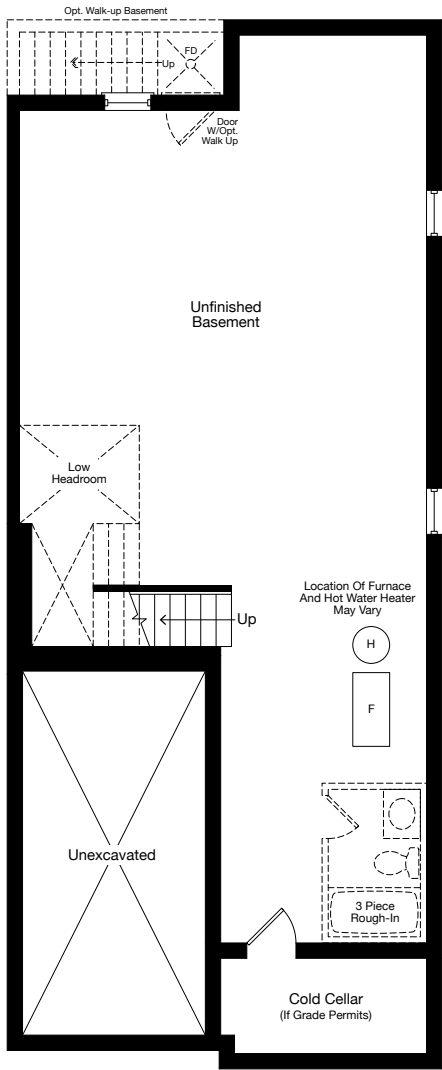 Opt. Walk-up Basement
FD
Up
Door
W/Opt.
Walk Up
Unfinished
Basement
Low
Headroom
Location Of Furnace
And Hot Water Heater
May Vary
Up
H
F
Unexcavated
3 Piece
Rough-In
Cold Cellar
(If Grade Permits)